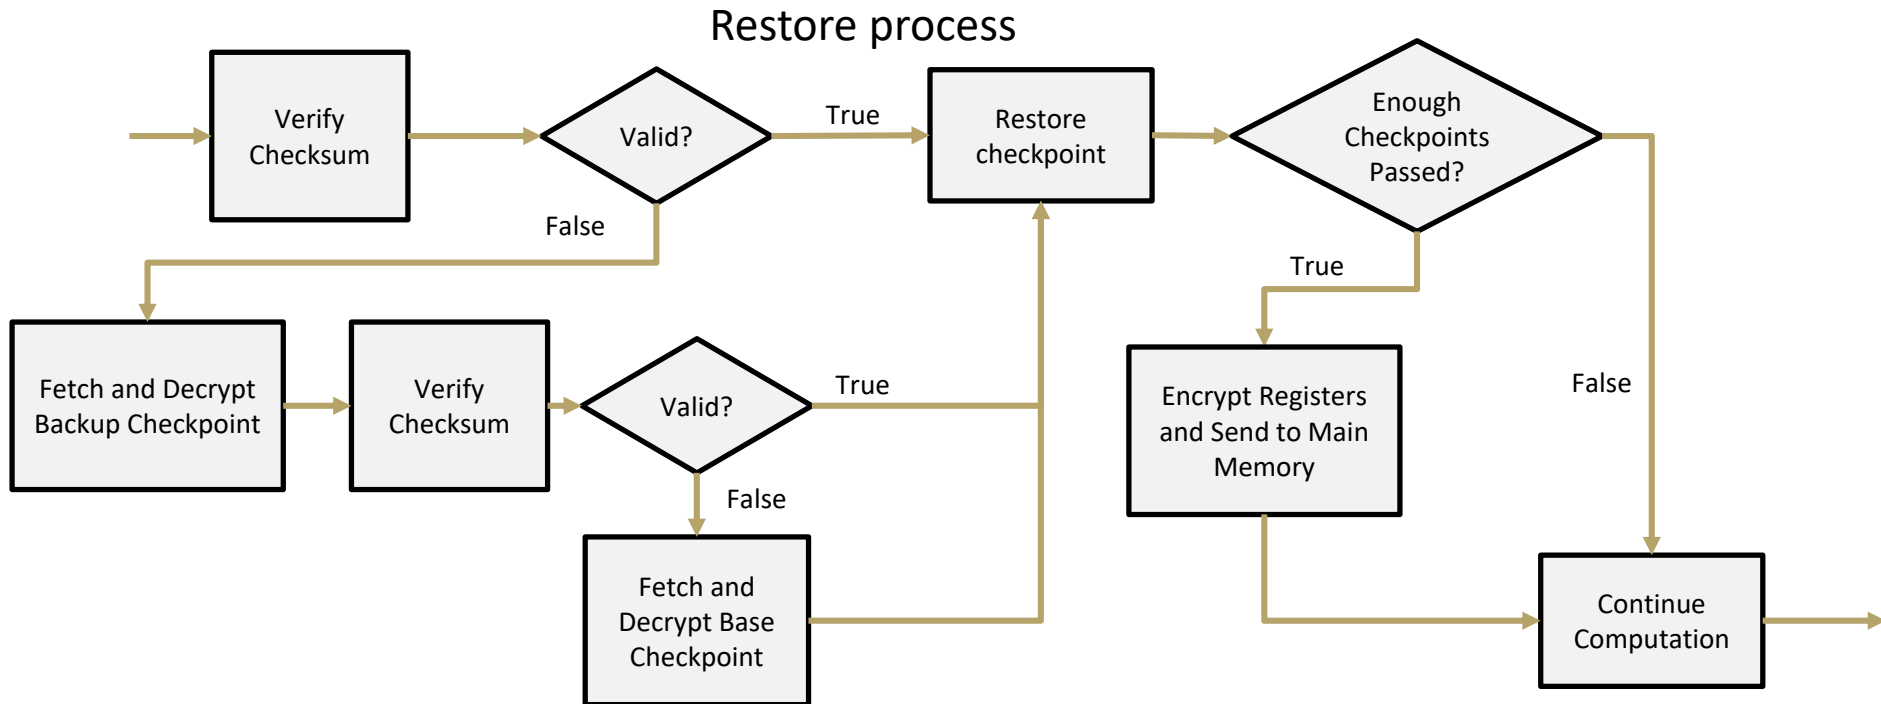 Restore process
Verify
Checksum
Valid?
True
False
Restore
checkpoint
Enough
Checkpoints
Passed?
True
False
Fetch and Decrypt
Backup Checkpoint
Verify
Checksum
Valid?
True
False
Fetch and
Decrypt Base
Checkpoint
Encrypt Registers
and Send to Main
Memory
Continue
Computation